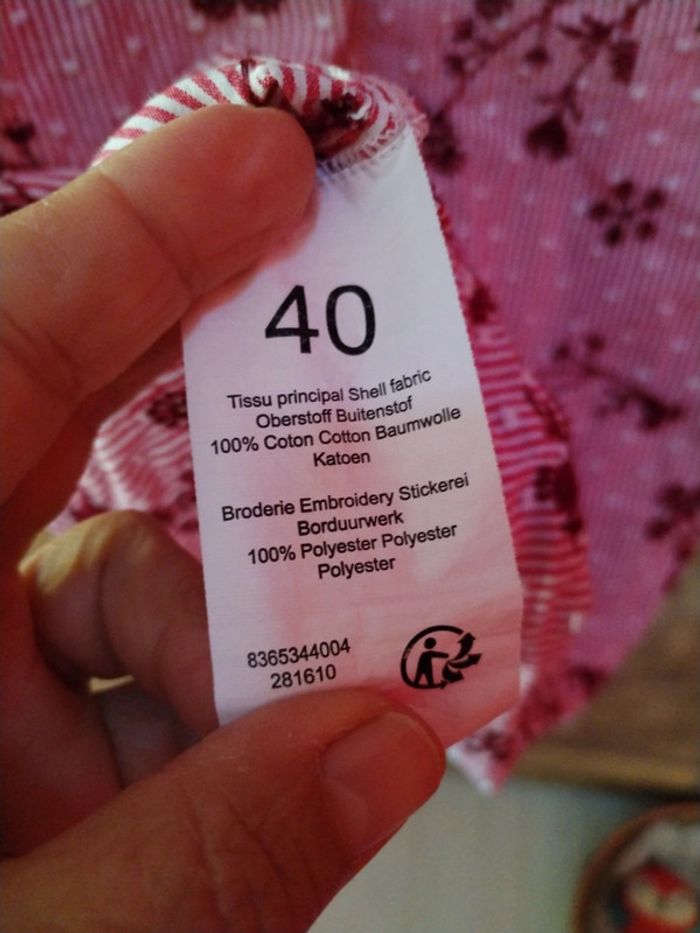 40
Tissu principal Shell fabric
Oberstoff Buitenstof
100% Coton Cotton Baumwolle
Katoen
Broderie Embroidery Stickerei
Borduurwerk
100% Polyester Polyester
Polyester
8365344004
281610